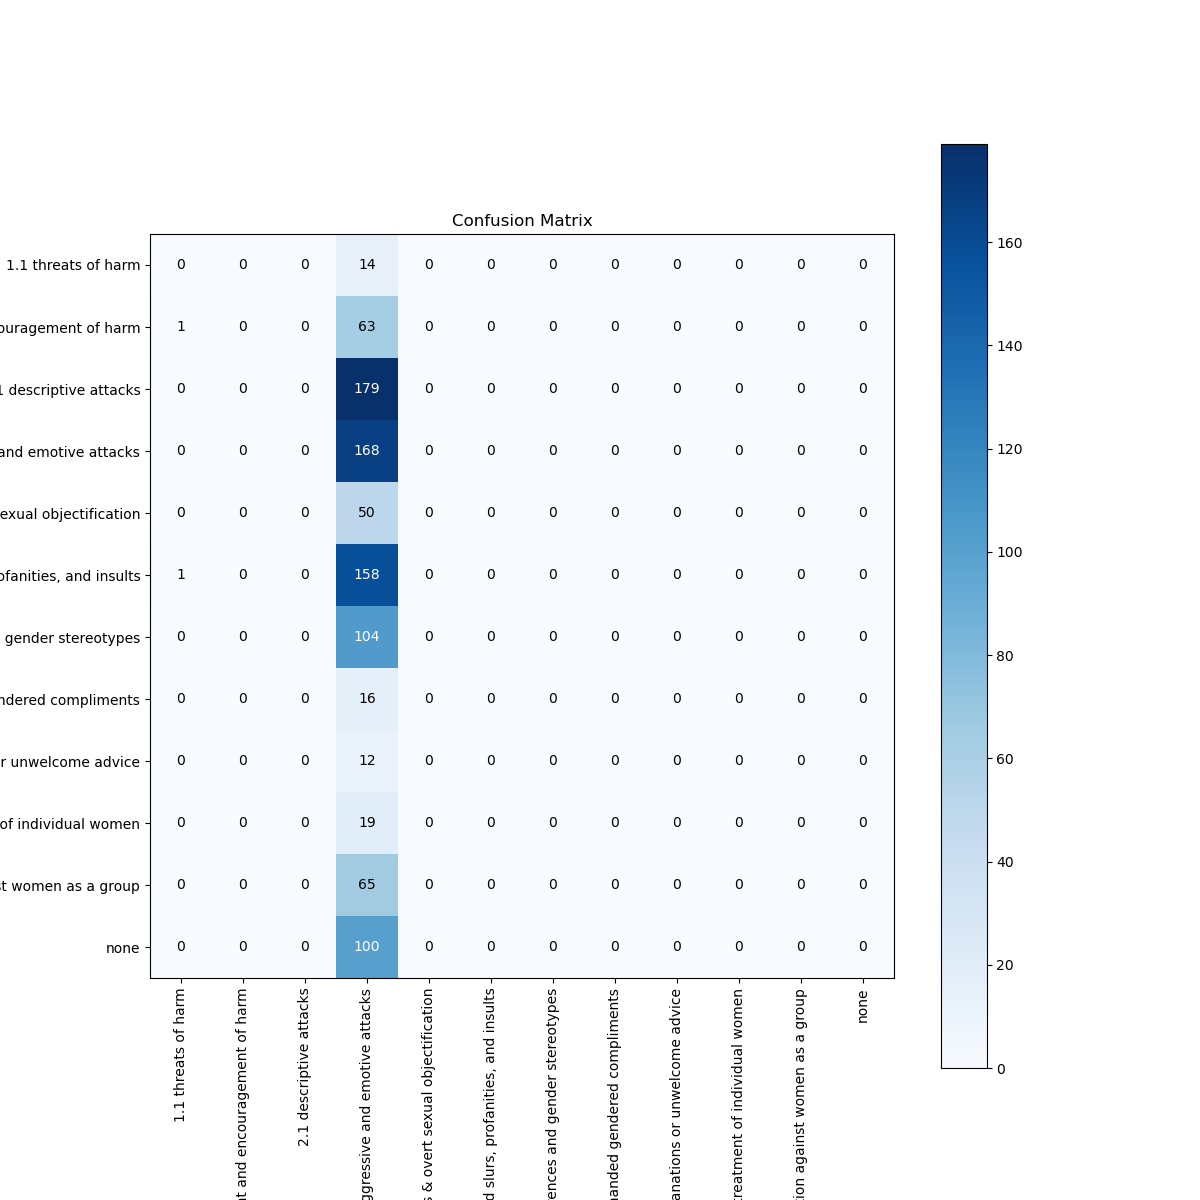 Confusion Matrix
1.1 threats of harm 0 0 0 14 0 0 0 0 0 0 0 0
ouragement of harm 1 0 0 63 0 0 0 0 0 0 0 0
1 descriptive attacks 0 0 0 179 0 0 0 0 0 0 0 0
and emotive attacks 0 0 0 168 0 0 0 0 0 0 0 0
exual objectification 0 0 0 50 0 0 0 0 0 0 0 0
ofanities, and insults 1 0 0 158 0 0 0 0 0 0 0 0
gender stereotypes 0 0 0 104 0 0 0 0 0 0 0 0
ndered compliments 0 0 0 16 0 0 0 0 0 0 0 0
r unwelcome advice 0 0 0 12 0 0 0 0 0 0 0 0
of individual women 0 0 0 19 0 0 0 0 0 0 0 0
st women as a group 0 0 0 65 0 0 0 0 0 0 0 0
none 0 0 0 100 0 0 0 0 0 0 0 0
1.1 threats of harm
nt and encouragement of harm
2.1 descriptive attacks
ggressive and emotive attacks
s & overt sexual objectification
d slurs, profanities, and insults
ences and gender stereotypes
handed gendered compliments
anations or unwelcome advice
treatment of individual women
ion against women as a group
none
160
140
120
100
80
60
40
20
0